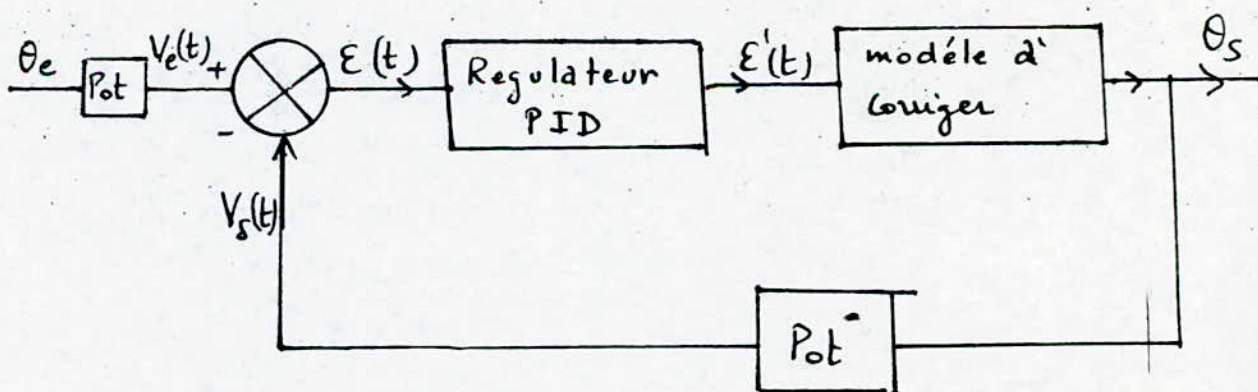 θe
Pot
Ve(t)
+
-
ε(t)
Regulateur
PID
ε'(t)
modéle d'
corriger
θs
Vs(t)
Pot